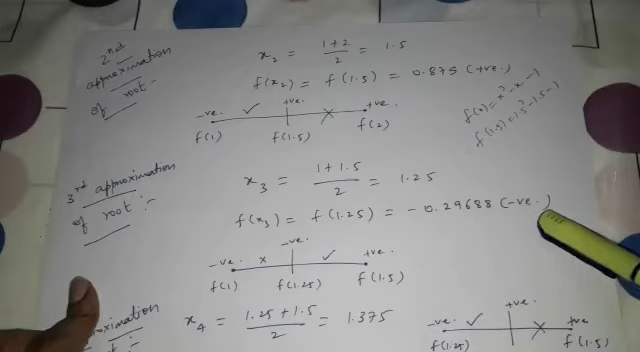 2nd
approximation
of root :-
x₂ = (1+2)/2 = 1.5
f(x₂) = f(1.5) = 0.875 (+ve.)
-ve. ✓ +ve. × +ve.
f(1) f(1.5) f(2)
f(x) = x³-x-1
f(1.5) = 1.5³-1.5-1
3rd approximation
of root :-
x₃ = (1+1.5)/2 = 1.25
f(x₃) = f(1.25) = -0.29688 (-ve.)
-ve. × -ve. ✓ +ve.
f(1) f(1.25) f(1.5)
x₄ = (1.25+1.5)/2 = 1.375
-ve. ✓ +ve. × +ve
f(1.25) f(1.5)